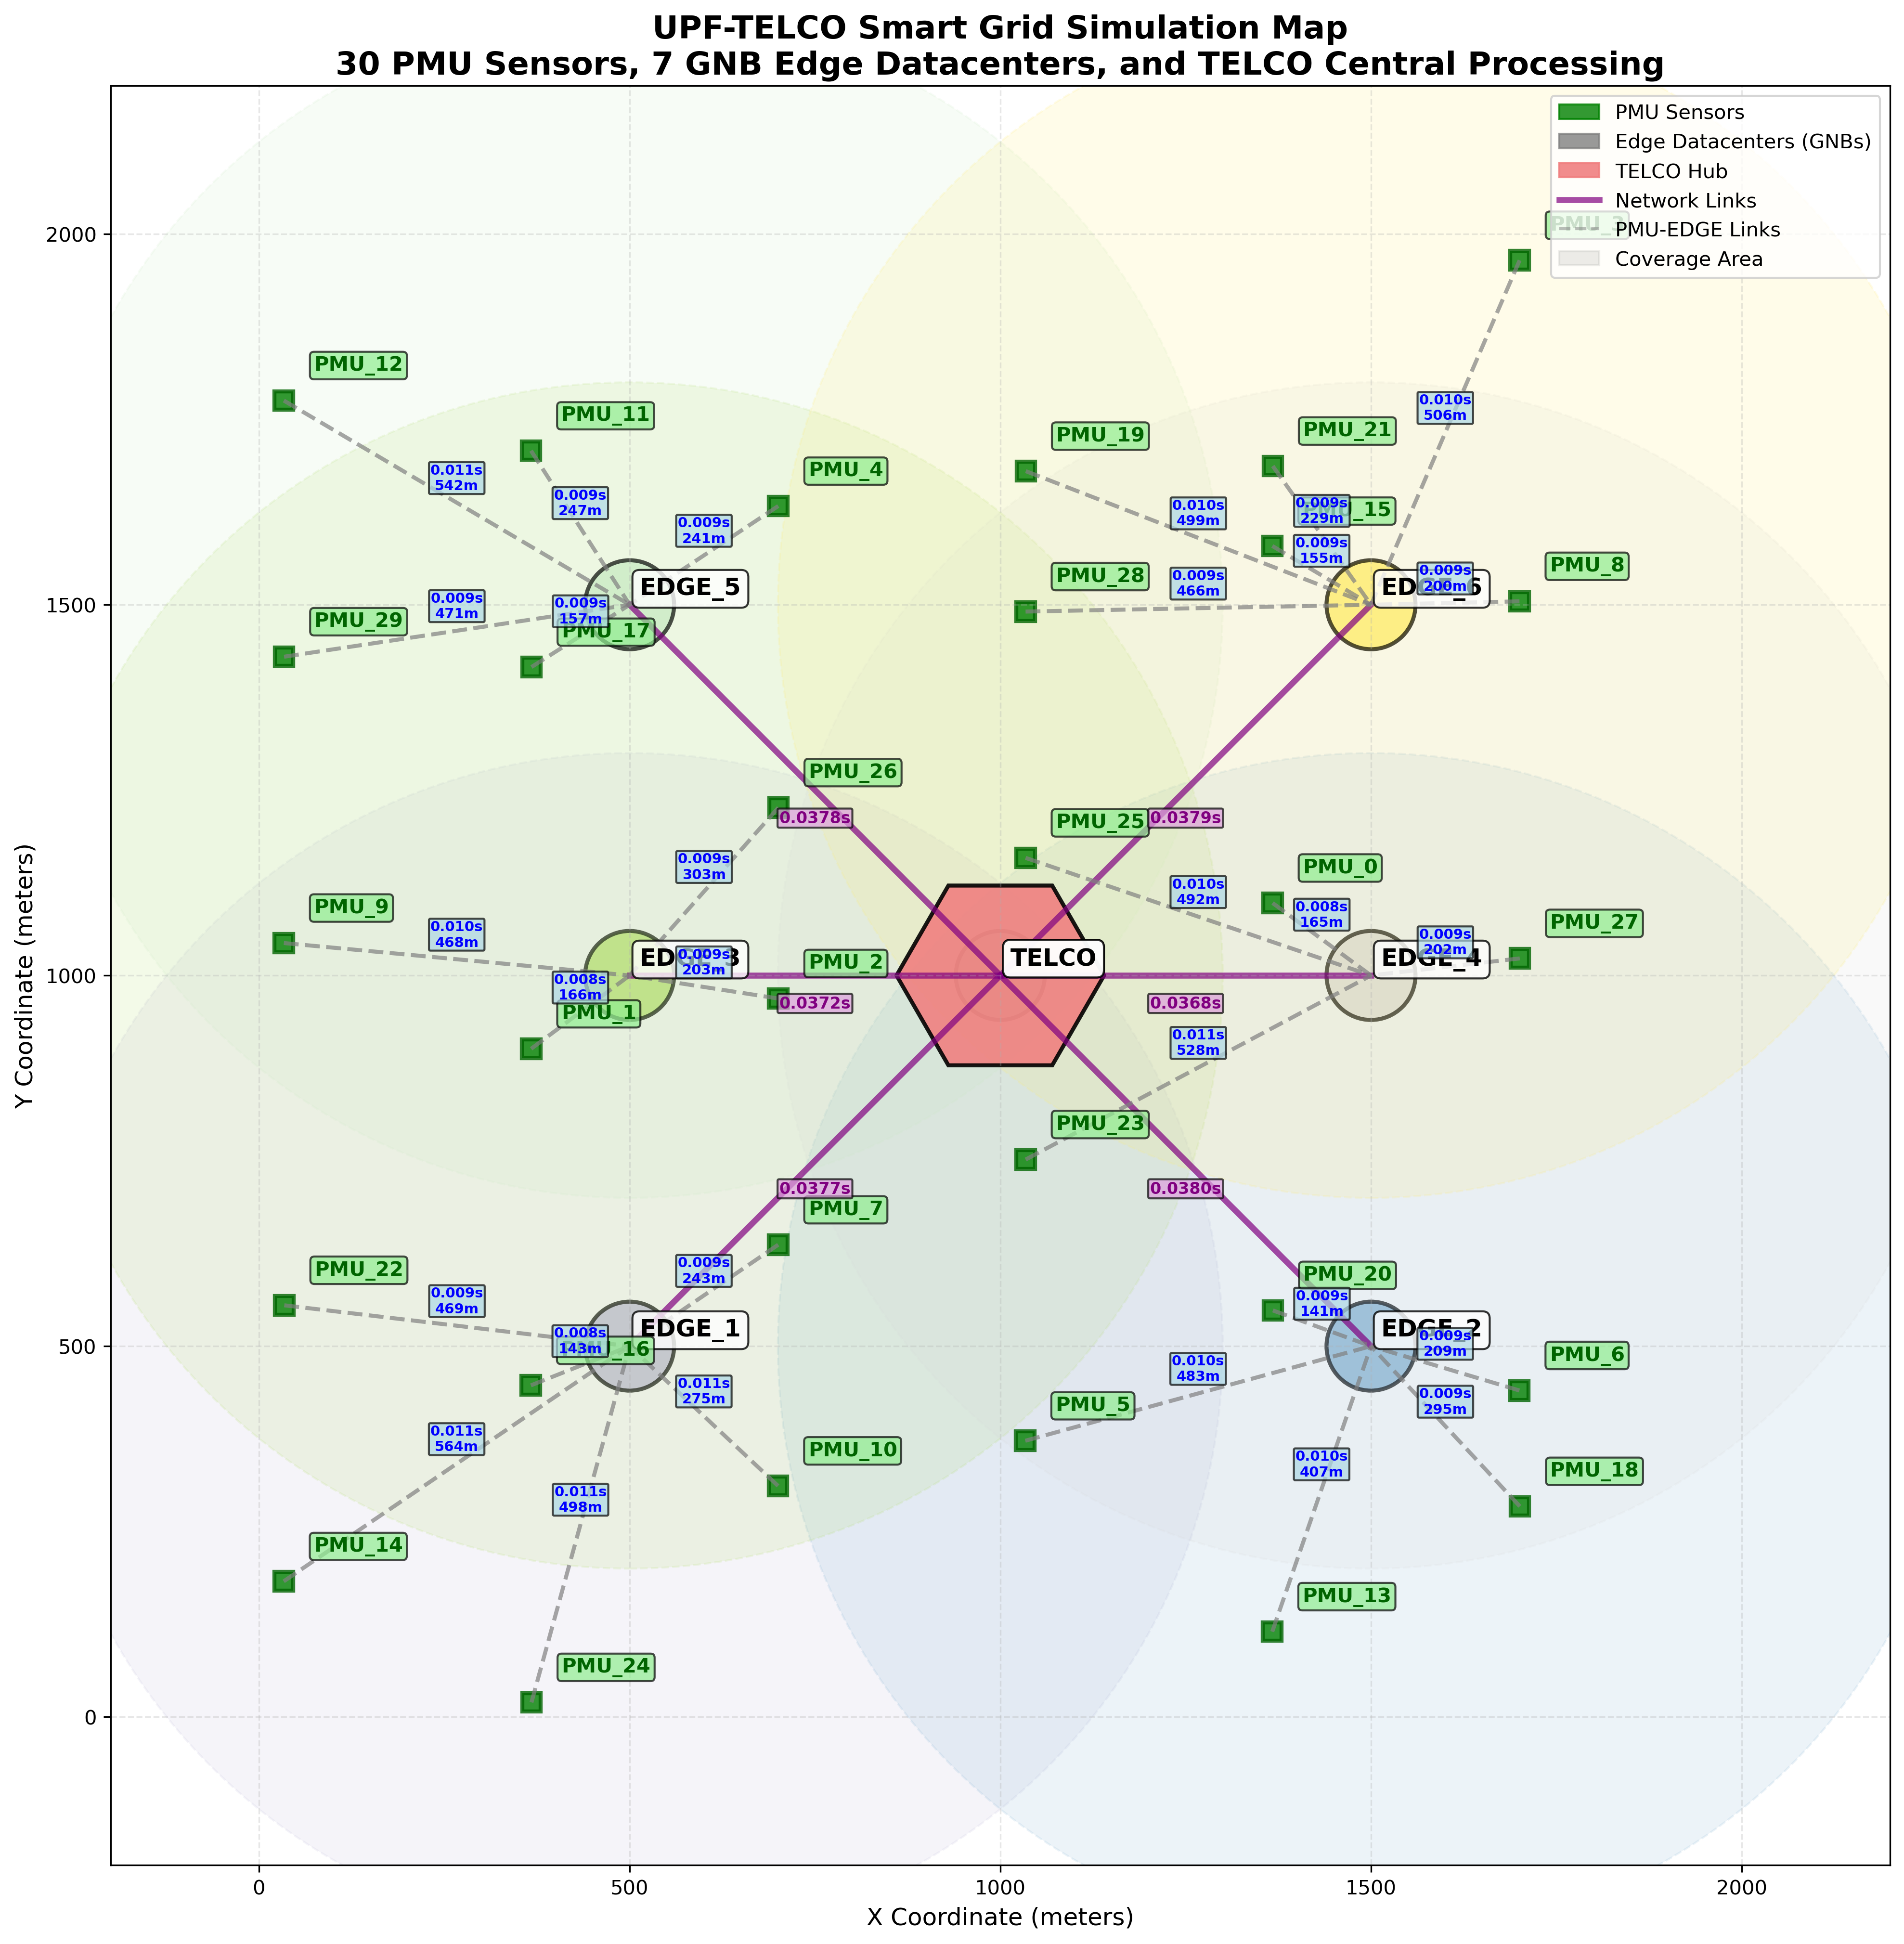 UPF-TELCO Smart Grid Simulation Map
30 PMU Sensors, 7 GNB Edge Datacenters, and TELCO Central Processing
PMU Sensors
Edge Datacenters (GNBs)
TELCO Hub
Network Links
PMU-EDGE Links
Coverage Area
Y Coordinate (meters)
2000
1500
1000
500
0
PMU_12
PMU_11
PMU_4
PMU_19
PMU_21
0.010s
506m
0.011s
542m
0.009s
247m
0.009s
241m
0.010s
499m
0.009s
229m
0.009s
155m
PMU_8
EDGE_5
PMU_28
0.009s
466m
0.009s
200m
PMU_29
0.009s
471m
0.009s
157m
PMU_17
PMU_26
0.0378s
PMU_25
0.0379s
0.009s
303m
PMU_0
0.010s
492m
0.008s
165m
PMU_27
PMU_9
0.010s
468m
0.009s
203m
PMU_2
TELCO
0.009s
202m
EDGE_4
0.008s
166m
PMU_1
0.0372s
0.0368s
0.011s
528m
PMU_23
0.0377s
0.0380s
PMU_7
PMU_22
0.009s
469m
0.009s
243m
PMU_20
0.009s
141m
EDGE_1
EDGE_2
0.008s
143m
0.009s
209m
PMU_6
0.011s
275m
0.010s
483m
0.009s
295m
PMU_5
0.011s
564m
PMU_10
0.010s
407m
PMU_18
0.011s
498m
PMU_14
PMU_13
PMU_24
0
500
1000
1500
2000
X Coordinate (meters)